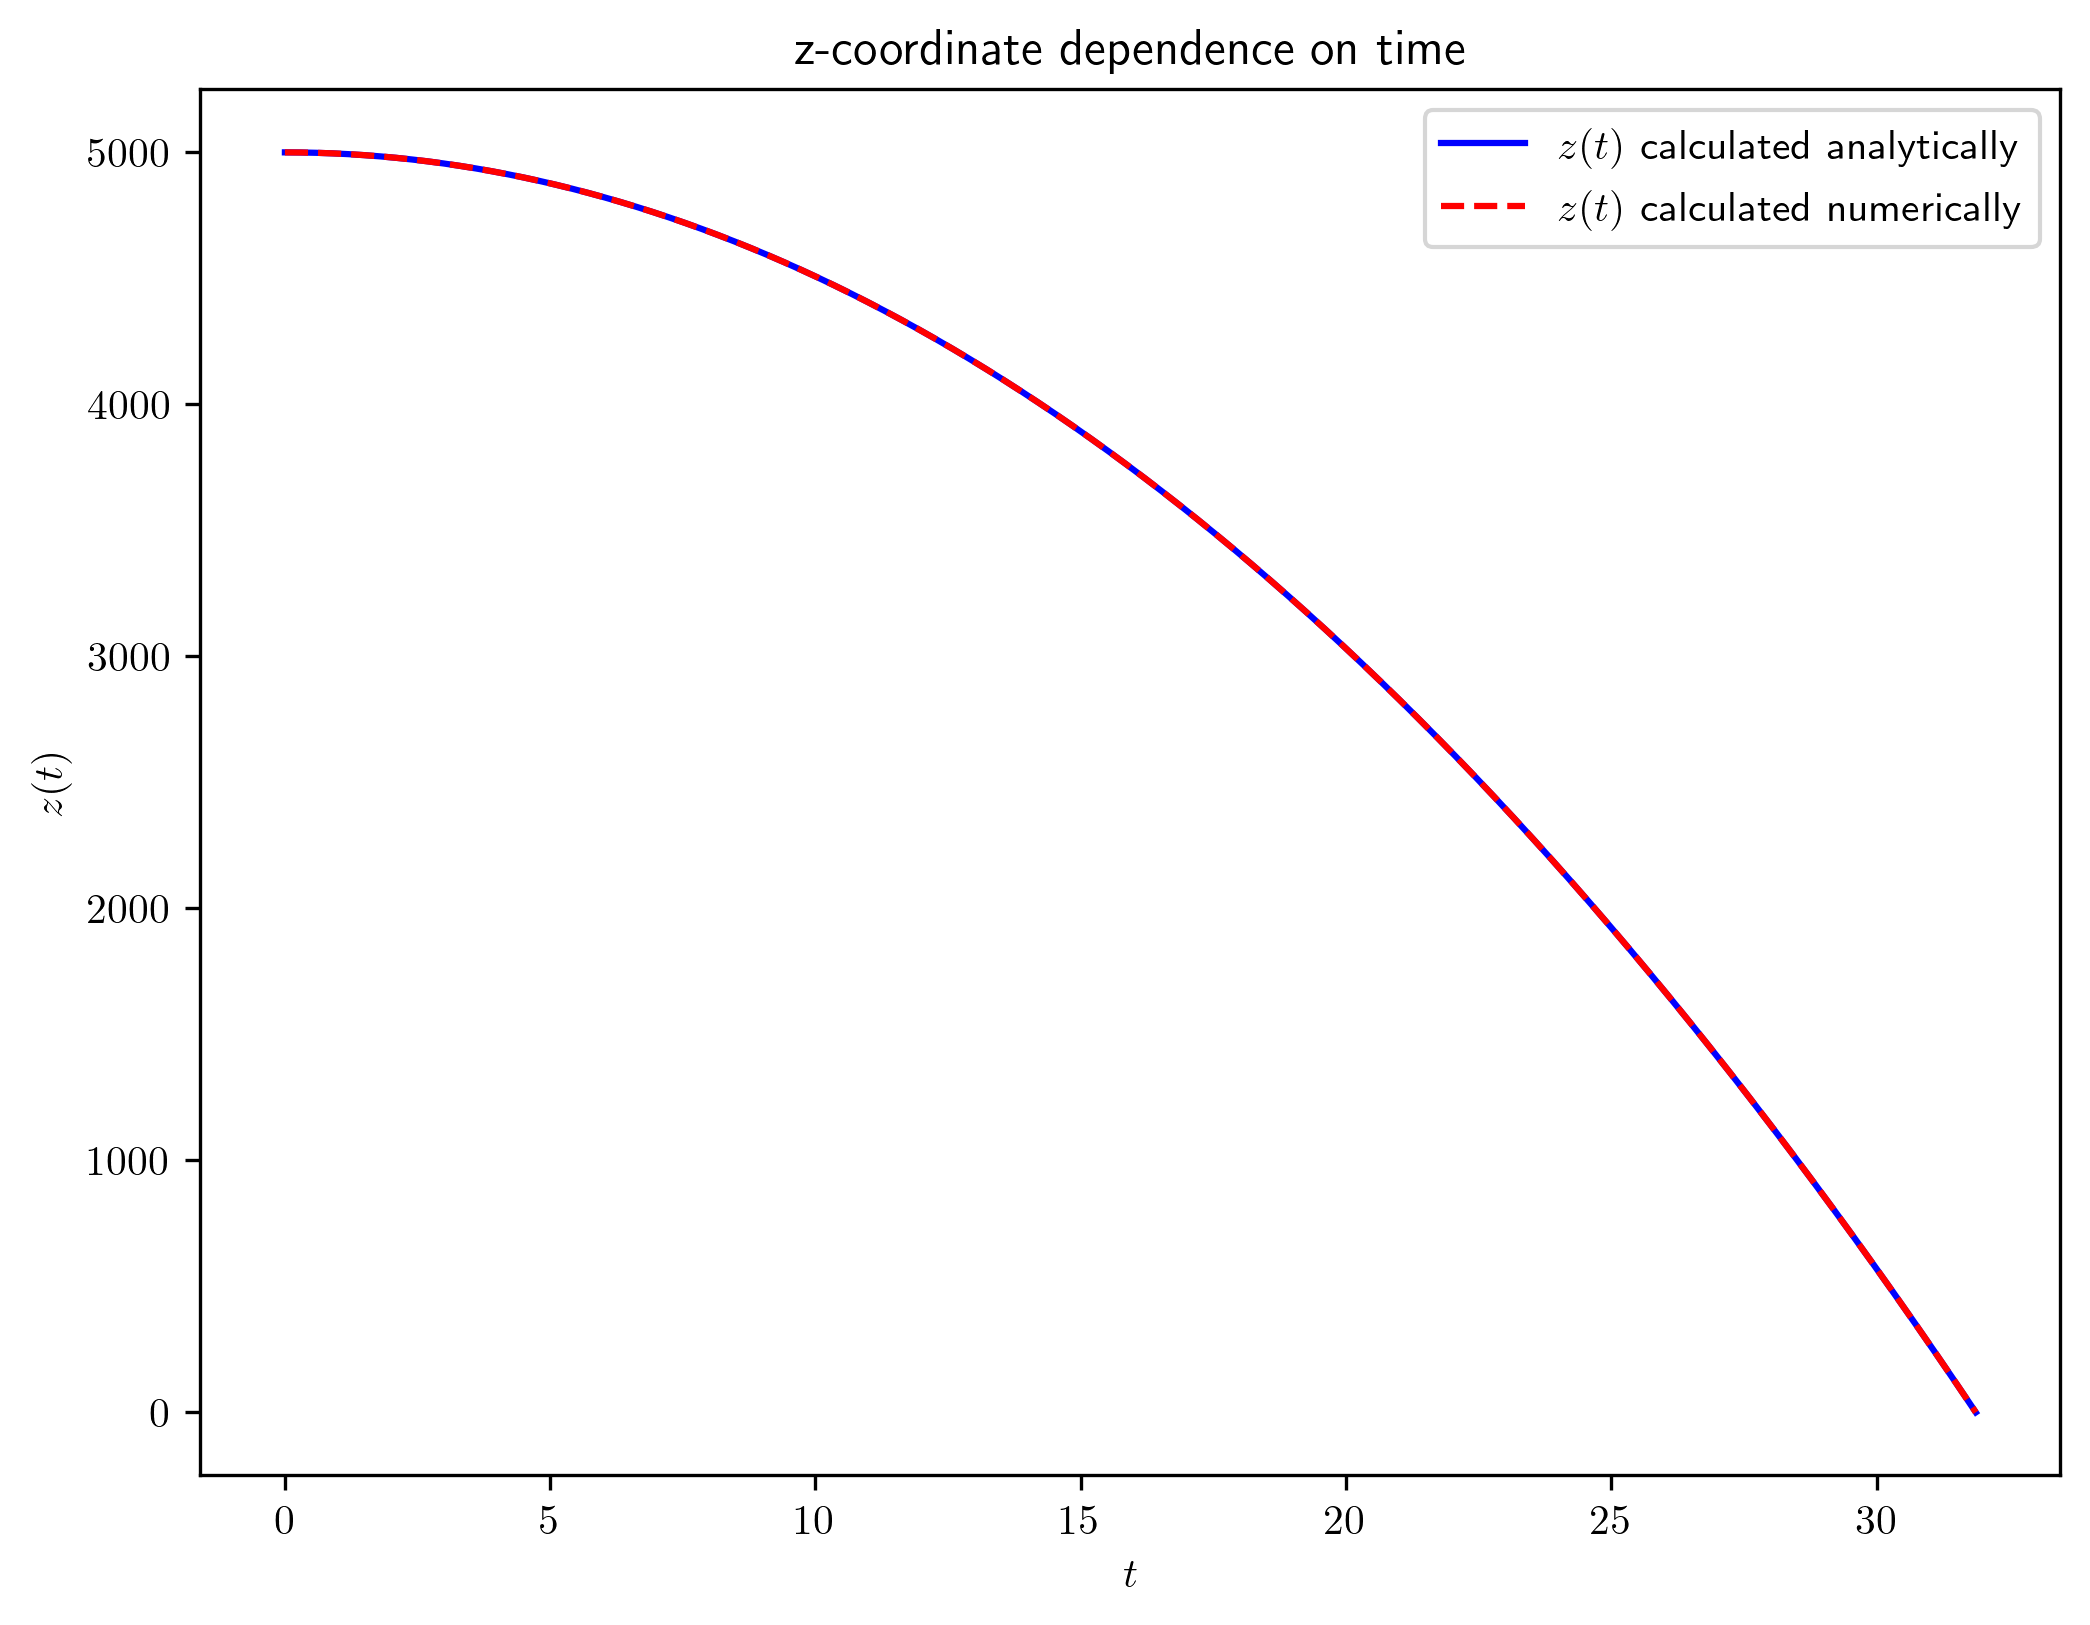 z-coordinate dependence on time
z(t) calculated analytically
z(t) calculated numerically
5000
4000
3000
2000
1000
0
z(t)
0 5 10 15 20 25 30
t